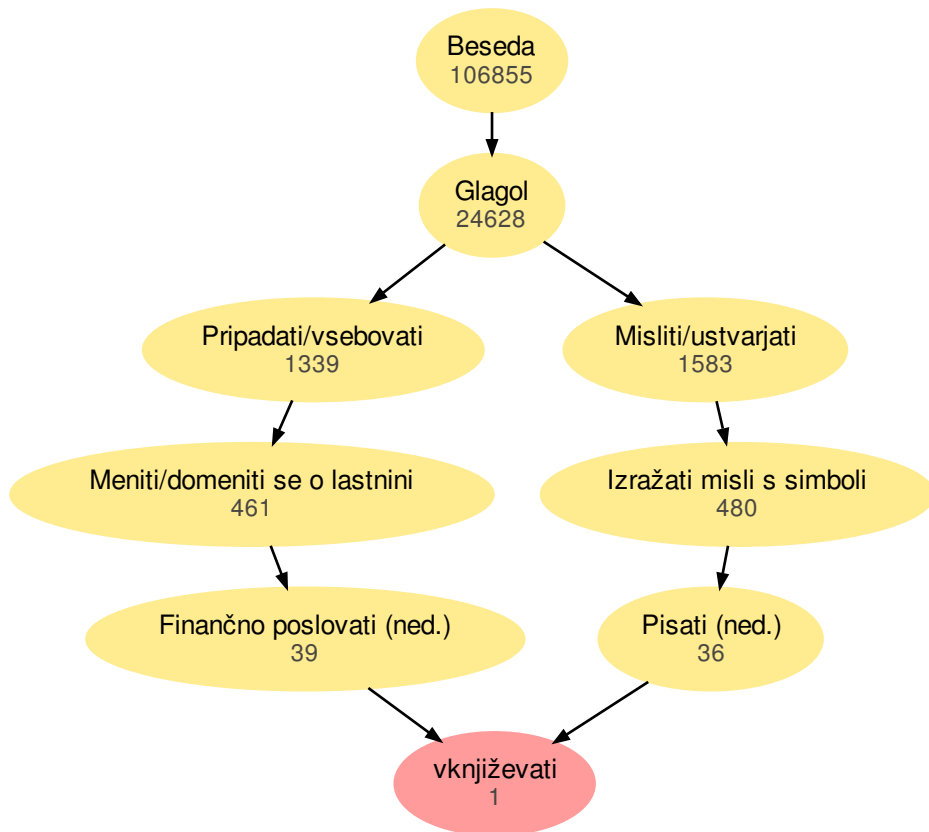 Beseda
106855
Glagol
24628
Pripadati/vsebovati
1339
Misliti/ustvarjati
1583
Meniti/domeniti se o lastnini
461
Izražati misli s simboli
480
Finančno poslovati (ned.)
39
Pisati (ned.)
36
vknjiževati
1